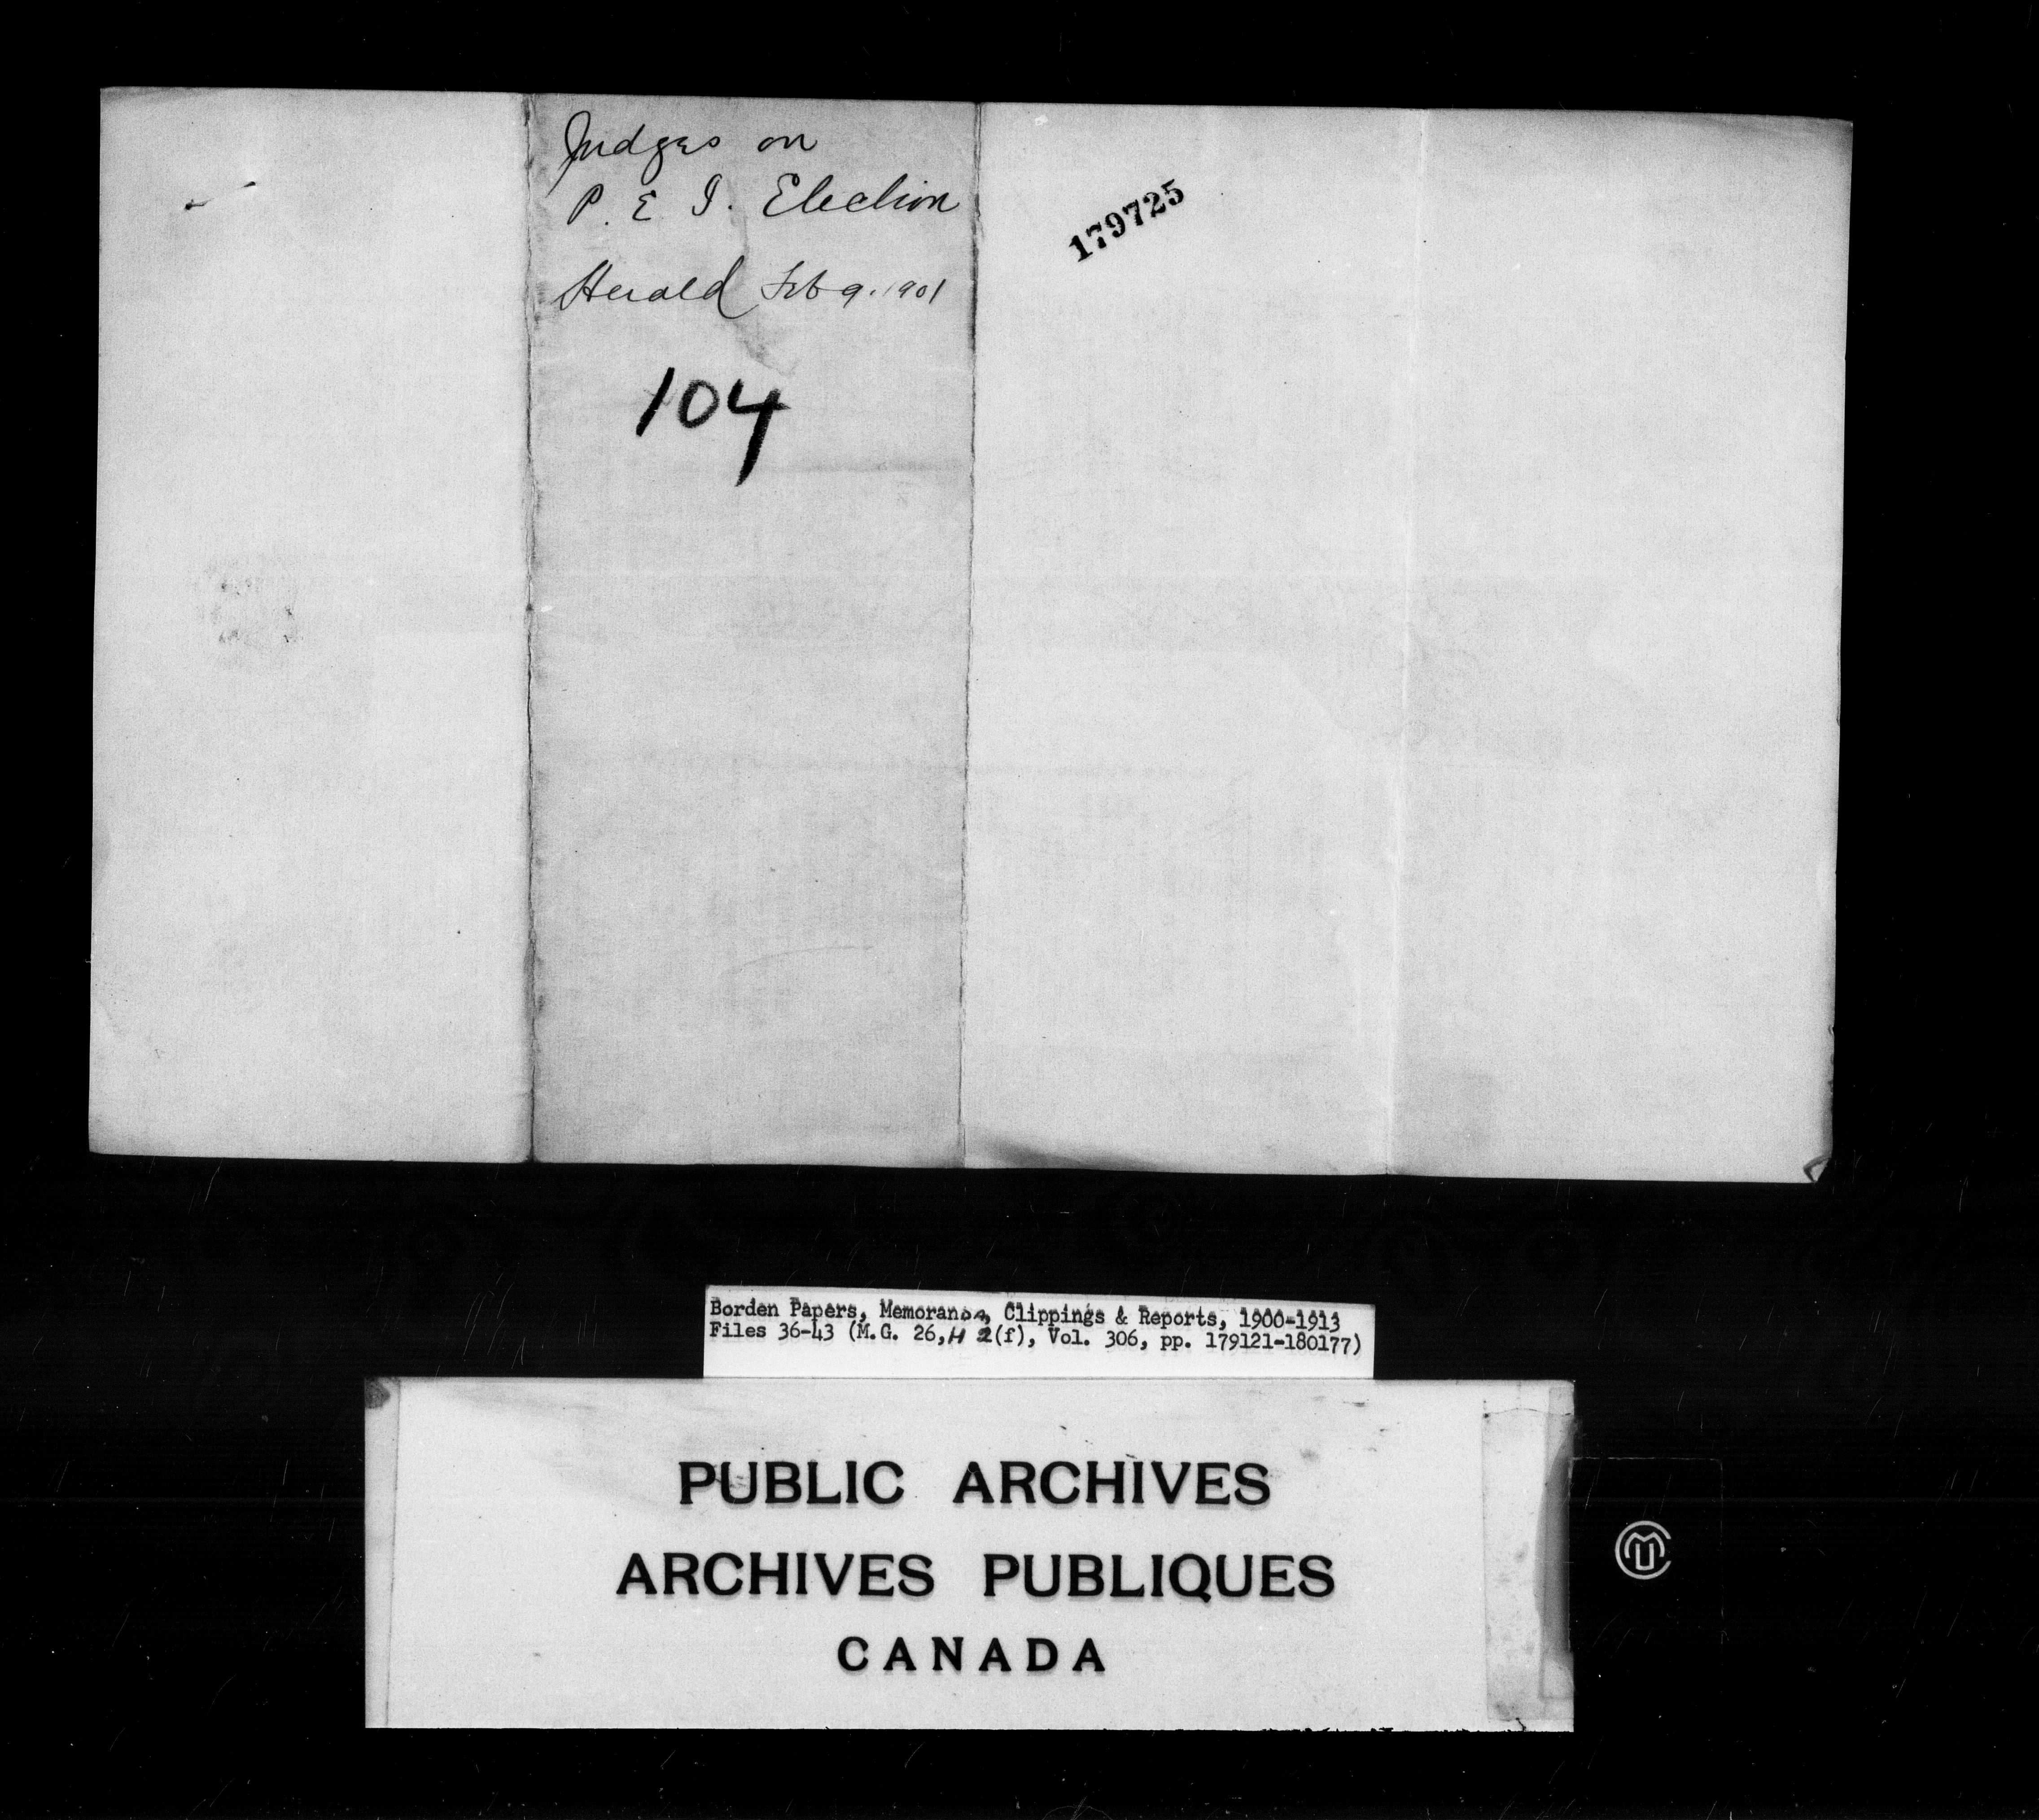 Judges on
P. E I. Election
Herald Feb 9. 1901
104
179725
Borden Papers, Memoranda, Clippings & Reports, 1900-1913
Files 36-43 (M.G. 26, H 2(f), Vol. 306, pp. 179121-180177)
PUBLIC ARCHIVES
ARCHIVES PUBLIQUES
CANADA